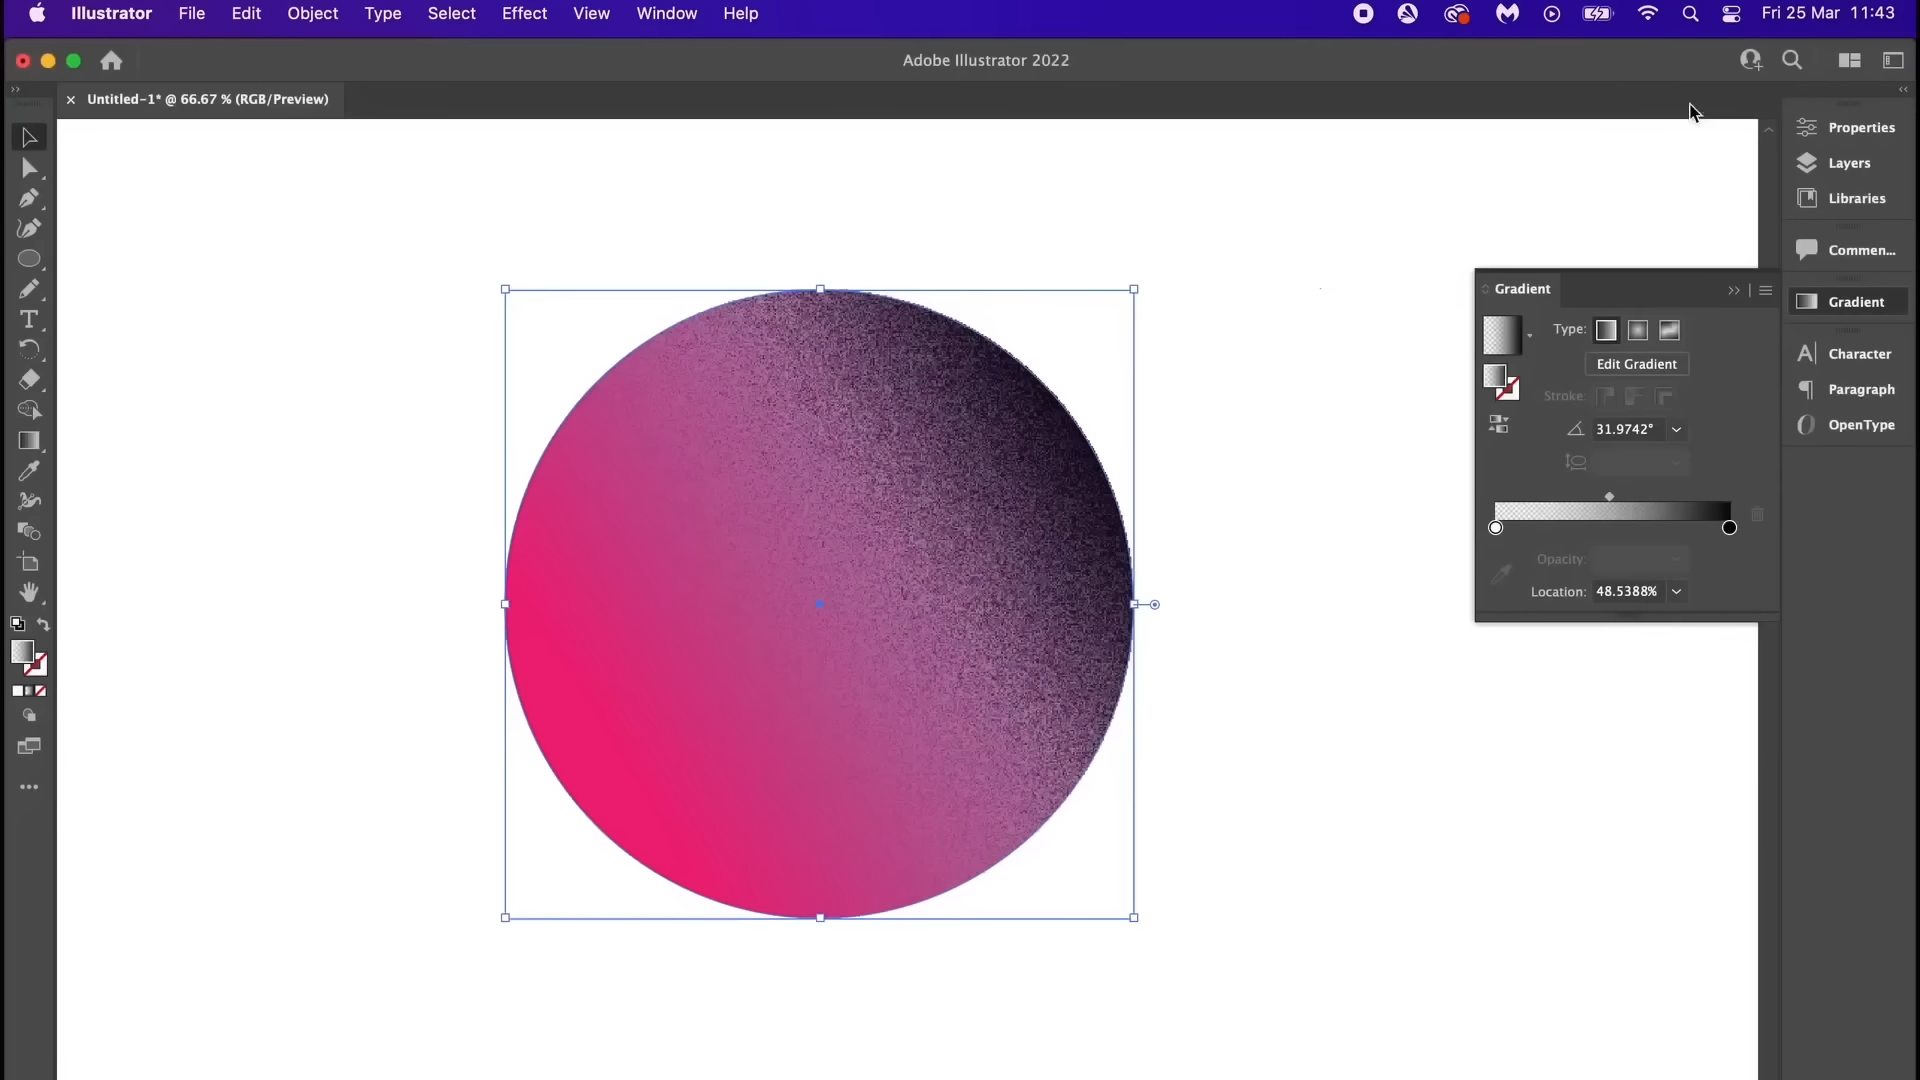 Illustrator File Edit Object Type Select Effect View Window Help Fri 25 Mar 11:43
Adobe Illustrator 2022
Untitled-1* @ 66.67 % (RGB/Preview)
Properties
Layers
Libraries
Commen...
Gradient
Character
Paragraph
OpenType
Gradient
Type:
Edit Gradient
Stroke:
31.9742°
Opacity:
Location: 48.5388%